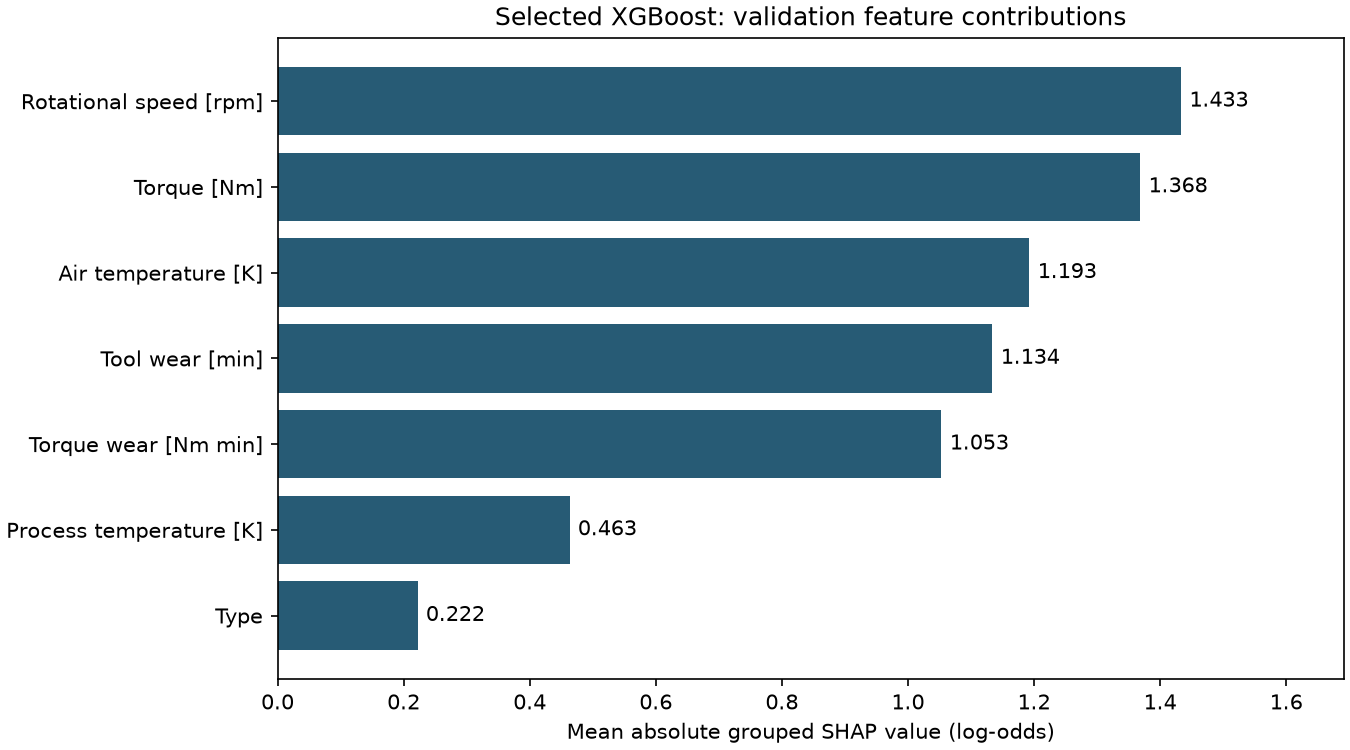 Selected XGBoost: validation feature contributions
Rotational speed [rpm] 1.433
Torque [Nm] 1.368
Air temperature [K] 1.193
Tool wear [min] 1.134
Torque wear [Nm min] 1.053
Process temperature [K] 0.463
Type 0.222
0.0 0.2 0.4 0.6 0.8 1.0 1.2 1.4 1.6
Mean absolute grouped SHAP value (log-odds)